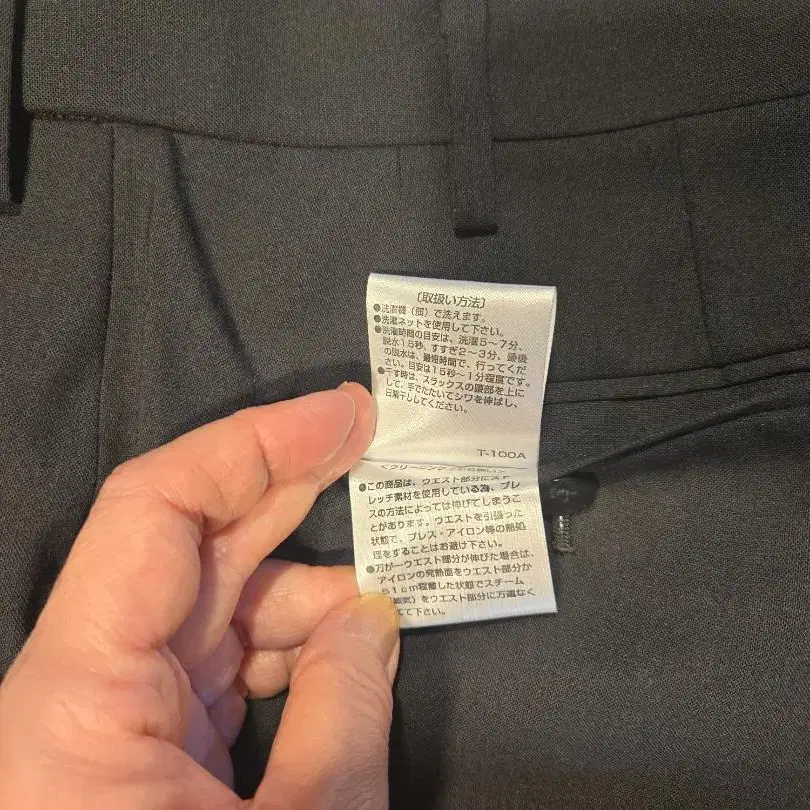 ［取扱い方法］
●洗濯機（弱）で洗えます。
●洗濯ネットを使用して下さい。
●洗濯時間の目安は、洗濯5～7分、
脱水15秒、すすぎ2～3分、最後
の脱水は、最短時間で、行ってくだ
さい。目安は15秒～1分程度です。
●干す時は、スラックスの腰部を上に
して、手でたたいてシワを伸ばし、
日陰干ししてください。
T-100A
●この商品は、ウエスト部分にスト
レッチ素材を使用している為、プレ
スの方法によっては伸びてしまうこ
とがあります。ウエストを引張った
状態で、プレス・アイロン等の熱処
理をすることはお避け下さい。
●万が一ウエスト部分が伸びた場合は、
アイロンの発熱面をウエスト部分か
ら1cm程離した状態でスチーム
気）をウエスト部分に万遍なく
てて下さい。